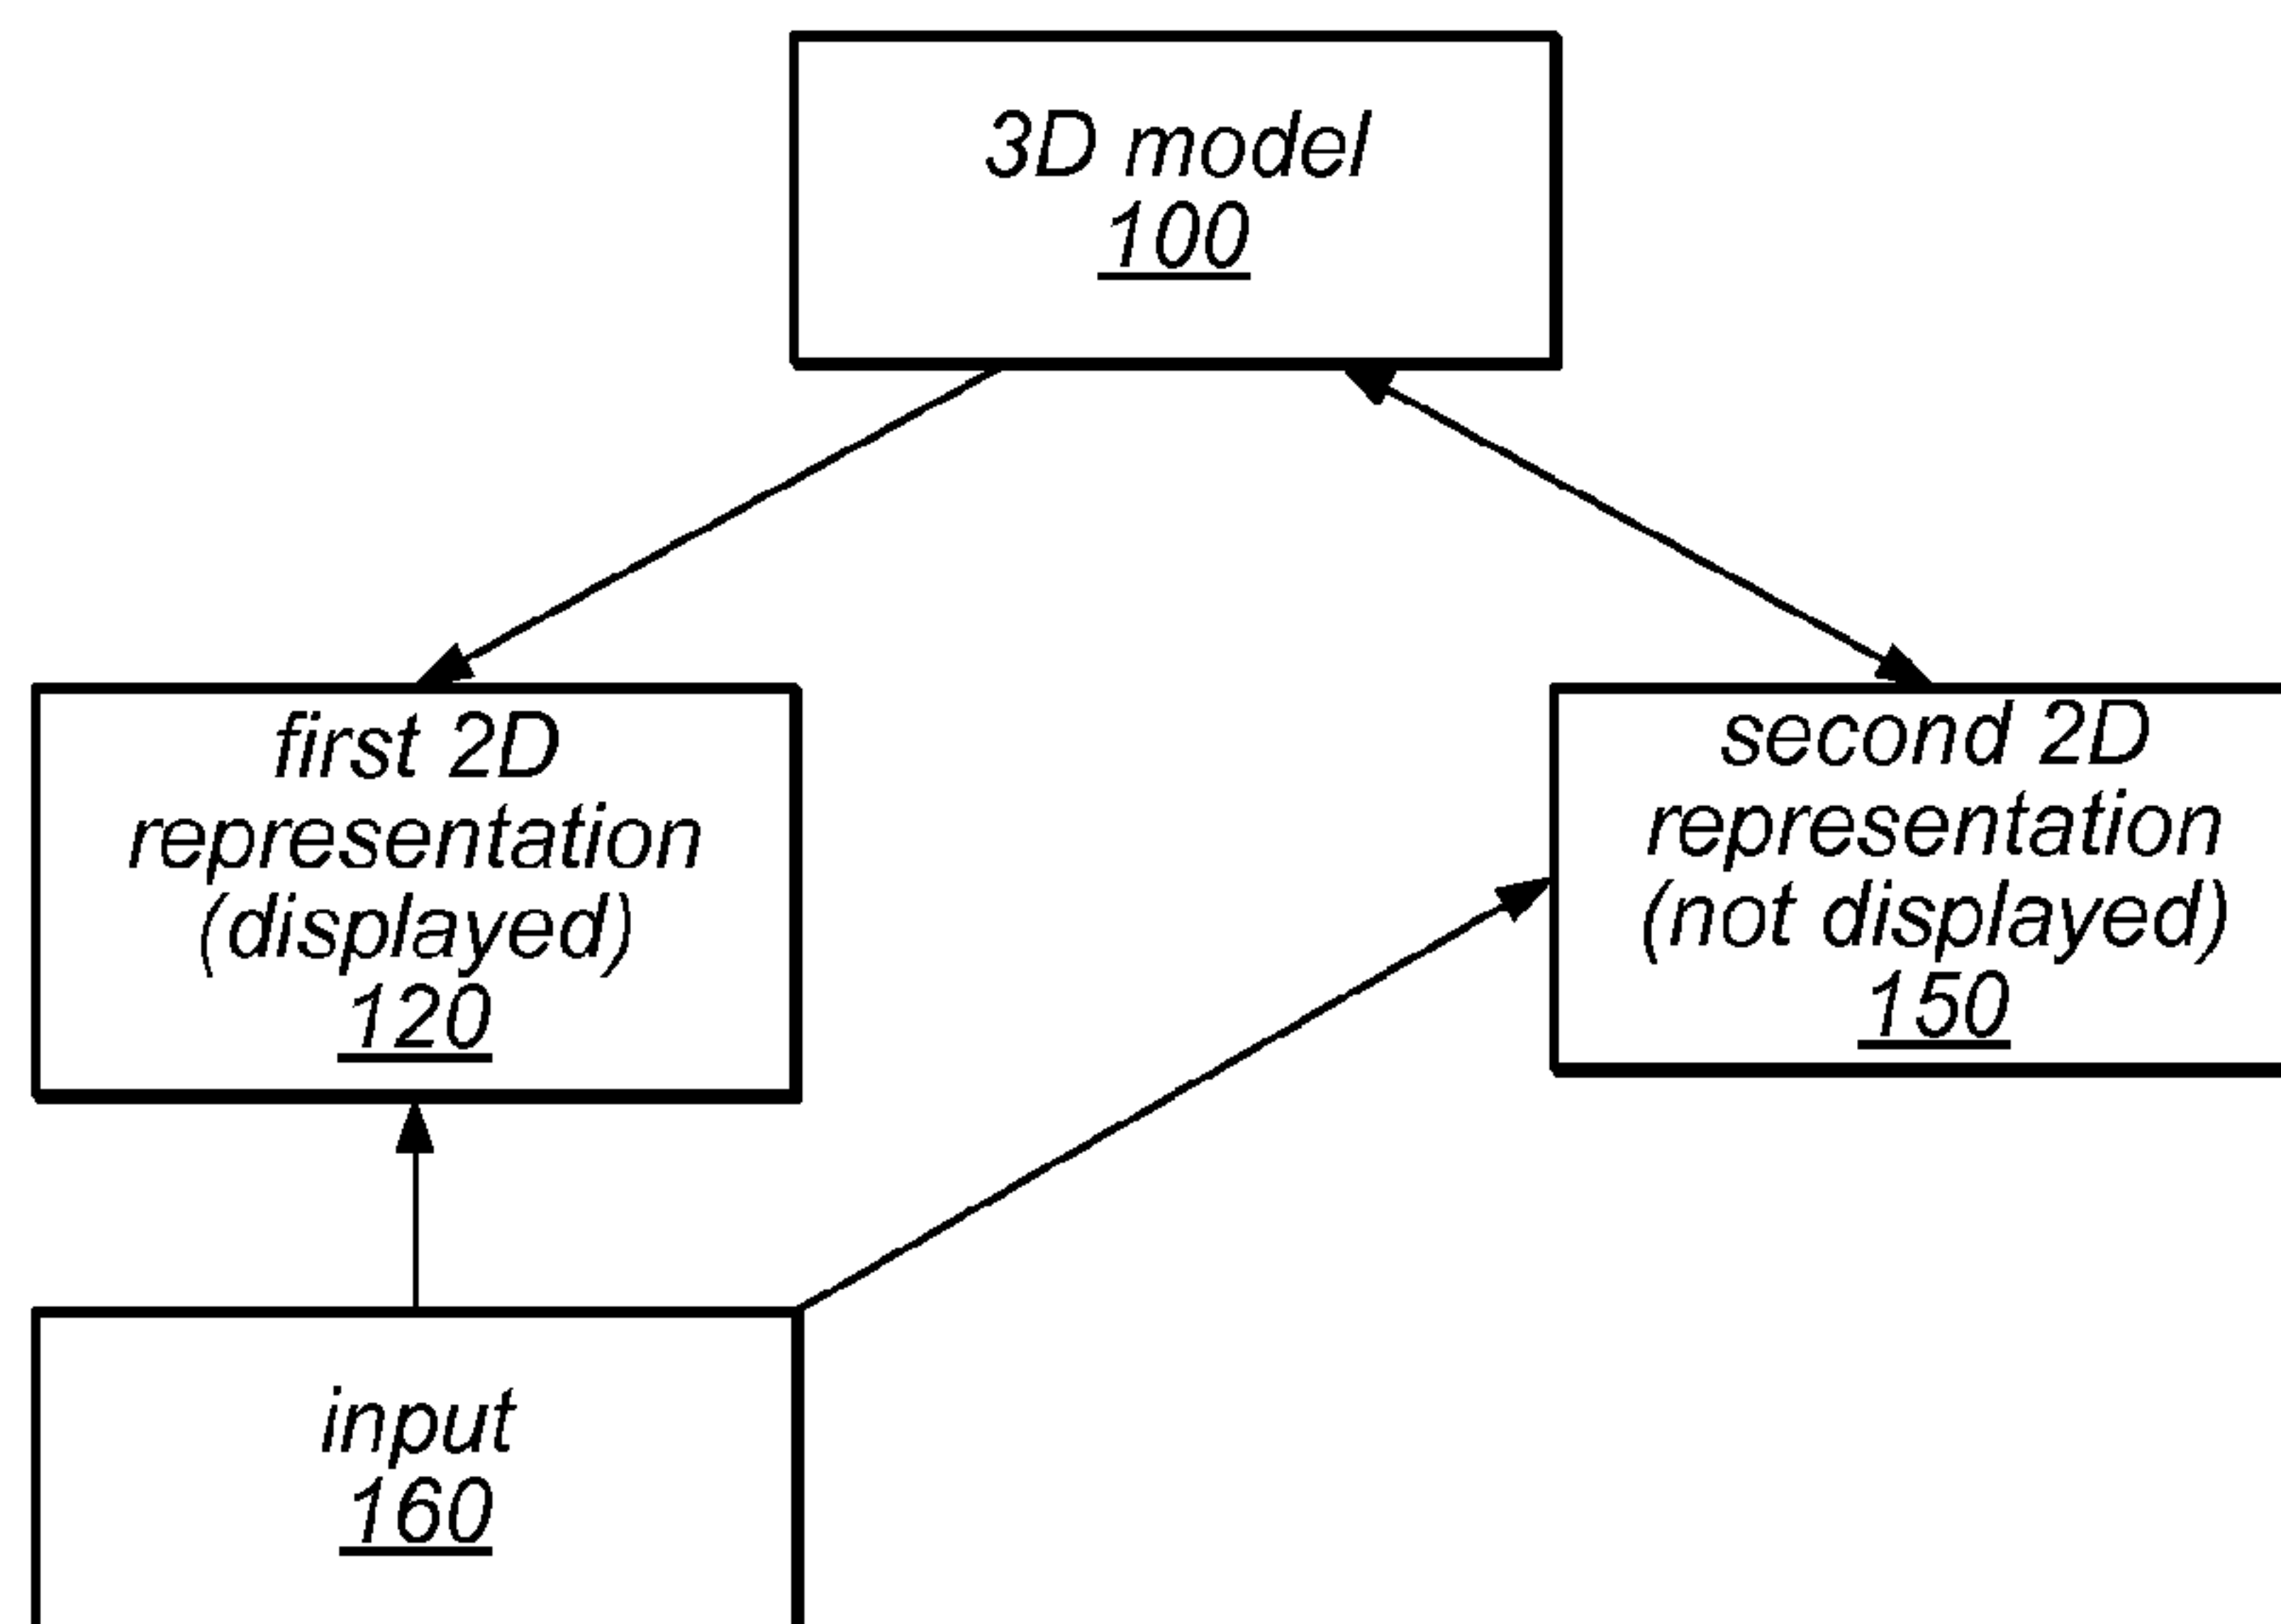 3D model
100
first 2D
representation
(displayed)
120
second 2D
representation
(not displayed)
150
input
160